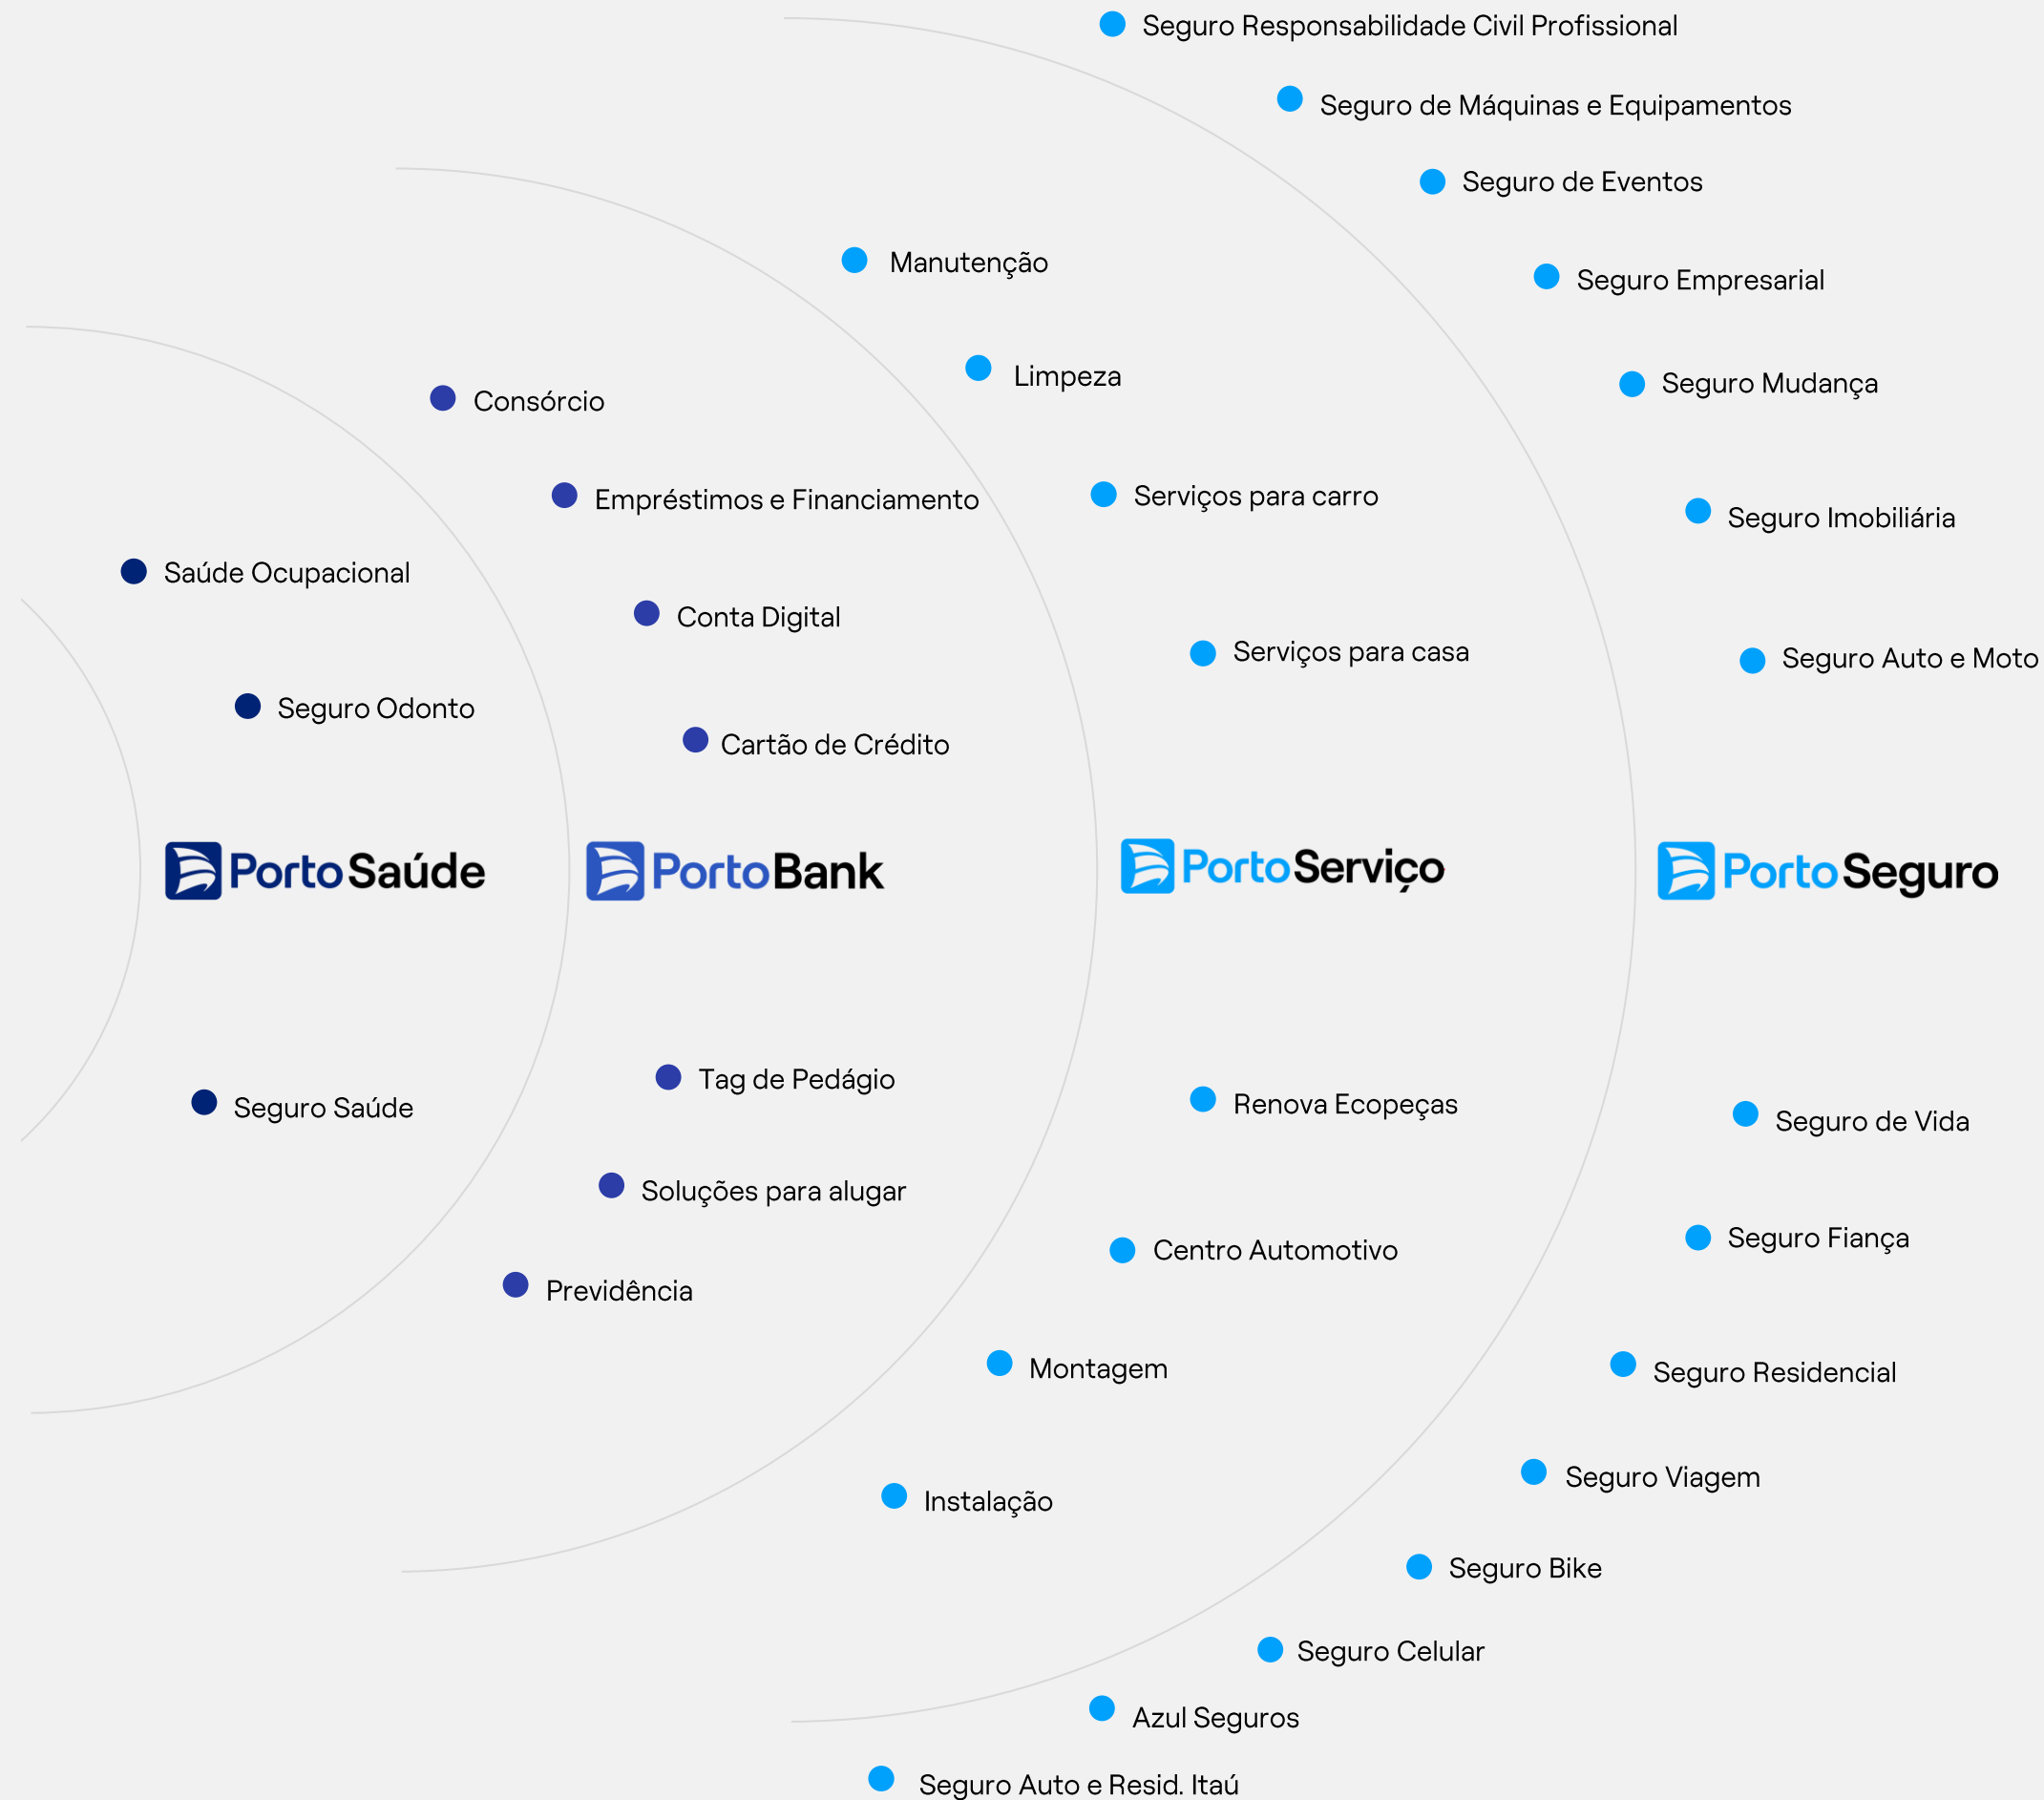 Saúde Ocupacional
Seguro Odonto
PortoSaúde
Seguro Saúde
Consórcio
Empréstimos e Financiamento
Conta Digital
Cartão de Crédito
PortoBank
Tag de Pedágio
Soluções para alugar
Previdência
Manutenção
Limpeza
Serviços para carro
Serviços para casa
PortoServiço
Renova Ecopeças
Centro Automotivo
Montagem
Instalação
Seguro Responsabilidade Civil Profissional
Seguro de Máquinas e Equipamentos
Seguro de Eventos
Seguro Empresarial
Seguro Mudança
Seguro Imobiliária
Seguro Auto e Moto
PortoSeguro
Seguro de Vida
Seguro Fiança
Seguro Residencial
Seguro Viagem
Seguro Bike
Seguro Celular
Azul Seguros
Seguro Auto e Resid. Itaú